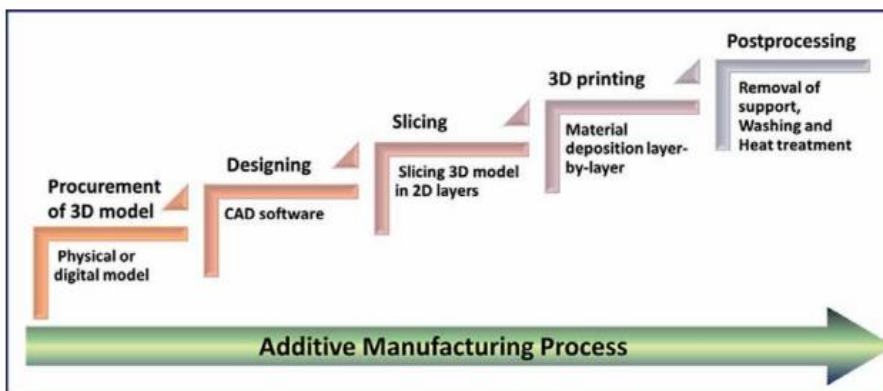 Procurement
of 3D model
Physical or
digital model
Designing
CAD software
Slicing
Slicing 3D model
in 2D layers
3D printing
Material
deposition layer-
by-layer
Postprocessing
Removal of
support,
Washing and
Heat treatment
Additive Manufacturing Process